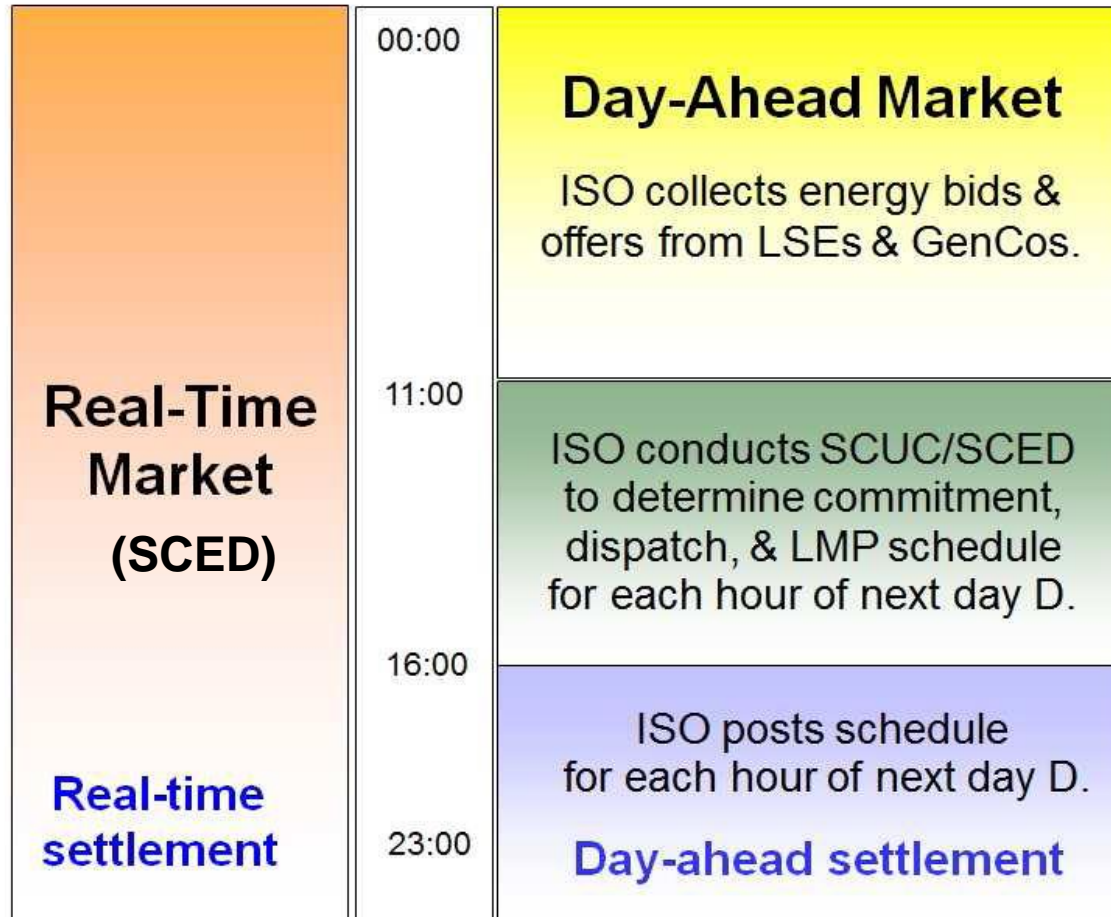 Real-Time
Market
(SCED)
Real-time
settlement
00:00
11:00
16:00
23:00
Day-Ahead Market
ISO collects energy bids &
offers from LSEs & GenCos.
ISO conducts SCUC/SCED
to determine commitment,
dispatch, & LMP schedule
for each hour of next day D.
ISO posts schedule
for each hour of next day D.
Day-ahead settlement